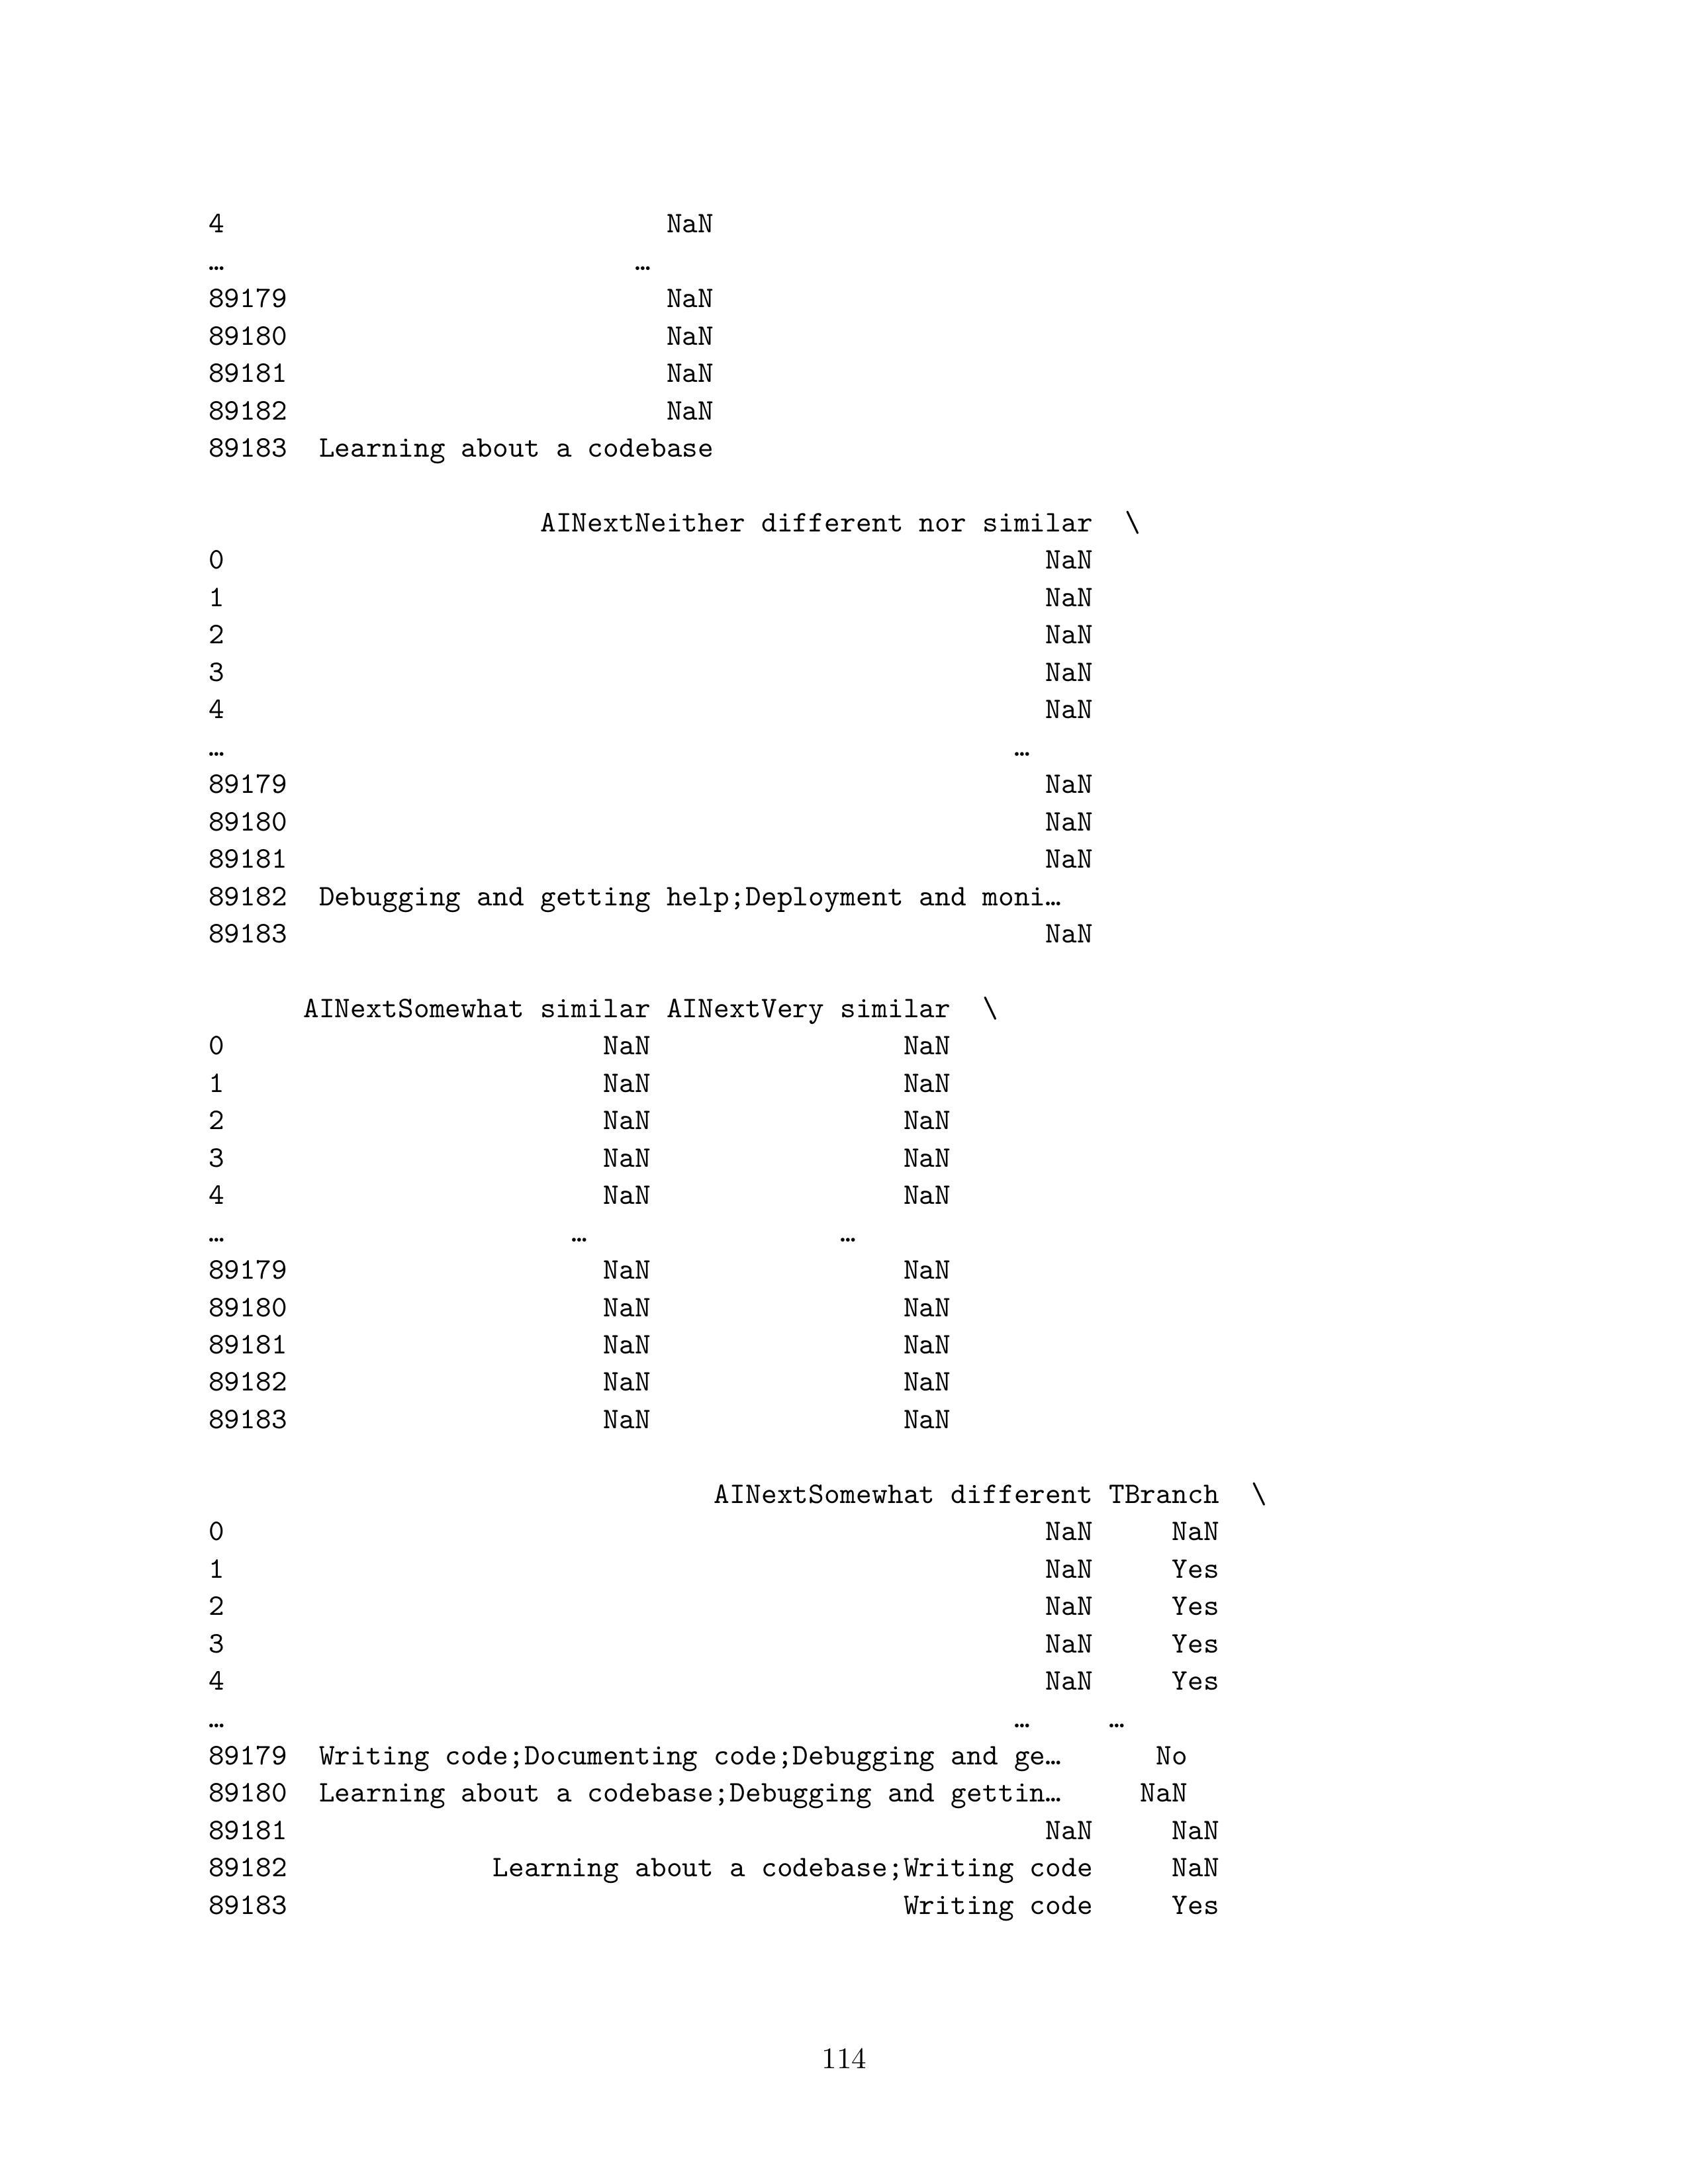 4                            NaN
…                          …
89179                        NaN
89180                        NaN
89181                        NaN
89182                        NaN
89183  Learning about a codebase
                     AINextNeither different nor similar  \
0                                                     NaN
1                                                     NaN
2                                                     NaN
3                                                     NaN
4                                                     NaN
…                                                   …
89179                                                 NaN
89180                                                 NaN
89181                                                 NaN
89182  Debugging and getting help;Deployment and moni…
89183                                                 NaN
      AINextSomewhat similar AINextVery similar  \
0                        NaN                NaN
1                        NaN                NaN
2                        NaN                NaN
3                        NaN                NaN
4                        NaN                NaN
…                      …                …
89179                    NaN                NaN
89180                    NaN                NaN
89181                    NaN                NaN
89182                    NaN                NaN
89183                    NaN                NaN
                                AINextSomewhat different TBranch  \
0                                                    NaN     NaN
1                                                    NaN     Yes
2                                                    NaN     Yes
3                                                    NaN     Yes
4                                                    NaN     Yes
…                                                  …     …
89179  Writing code;Documenting code;Debugging and ge…      No
89180  Learning about a codebase;Debugging and gettin…     NaN
89181                                                NaN     NaN
89182             Learning about a codebase;Writing code     NaN
89183                                       Writing code     Yes
114